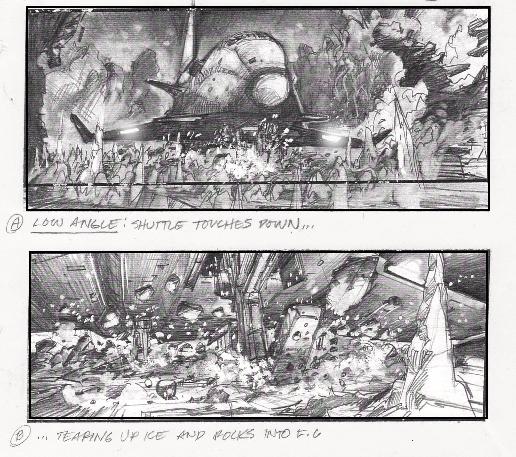 A LOW ANGLE: SHUTTLE TOUCHES DOWN...
B ... TEARING UP ICE AND ROCKS INTO F.G